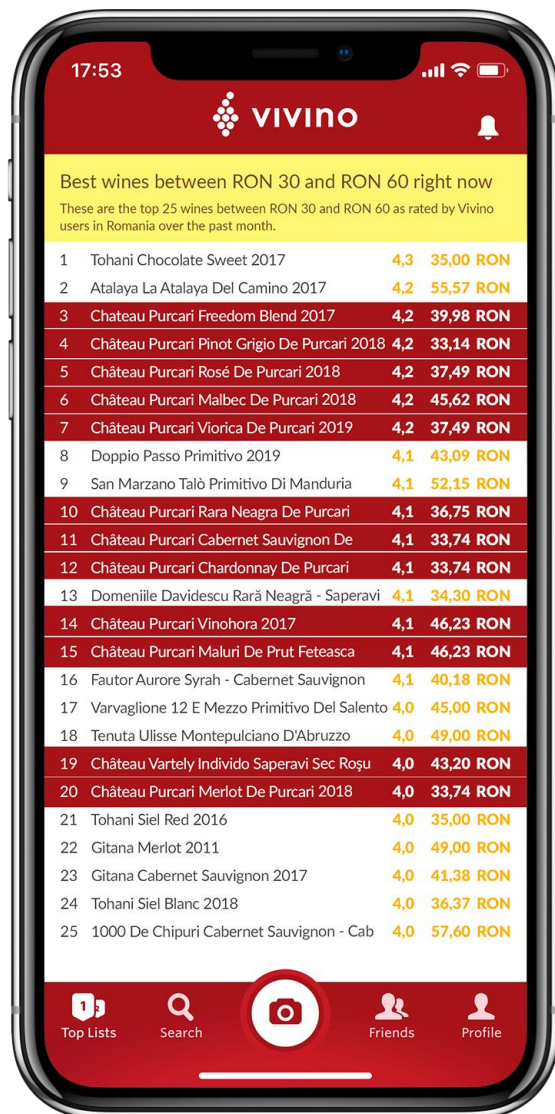 17:53
VIVINO
Best wines between RON 30 and RON 60 right now
These are the top 25 wines between RON 30 and RON 60 as rated by Vivino
users in Romania over the past month.
1 Tohani Chocolate Sweet 2017 4,3 35,00 RON
2 Atalaya La Atalaya Del Camino 2017 4,2 55,57 RON
3 Chateau Purcari Freedom Blend 2017 4,2 39,98 RON
4 Château Purcari Pinot Grigio De Purcari 2018 4,2 33,14 RON
5 Château Purcari Rosé De Purcari 2018 4,2 37,49 RON
6 Château Purcari Malbec De Purcari 2018 4,2 45,62 RON
7 Château Purcari Viorica De Purcari 2019 4,2 37,49 RON
8 Doppio Passo Primitivo 2019 4,1 43,09 RON
9 San Marzano Talò Primitivo Di Manduria 4,1 52,15 RON
10 Château Purcari Rara Neagra De Purcari 4,1 36,75 RON
11 Château Purcari Cabernet Sauvignon De 4,1 33,74 RON
12 Château Purcari Chardonnay De Purcari 4,1 33,74 RON
13 Domeniile Davidescu Rară Neagră - Saperavi 4,1 34,30 RON
14 Château Purcari Vinohora 2017 4,1 46,23 RON
15 Château Purcari Maluri De Prut Feteasca 4,1 46,23 RON
16 Fautor Aurore Syrah - Cabernet Sauvignon 4,1 40,18 RON
17 Varvaglione 12 E Mezzo Primitivo Del Salento 4,0 45,00 RON
18 Tenuta Ulisse Montepulciano D'Abruzzo 4,0 49,00 RON
19 Château Vartely Individo Saperavi Sec Roşu 4,0 43,20 RON
20 Château Purcari Merlot De Purcari 2018 4,0 33,74 RON
21 Tohani Siel Red 2016 4,0 35,00 RON
22 Gitana Merlot 2011 4,0 49,00 RON
23 Gitana Cabernet Sauvignon 2017 4,0 41,38 RON
24 Tohani Siel Blanc 2018 4,0 36,37 RON
25 1000 De Chipuri Cabernet Sauvignon - Cab 4,0 57,60 RON
1 2
Top Lists Search Friends Profile